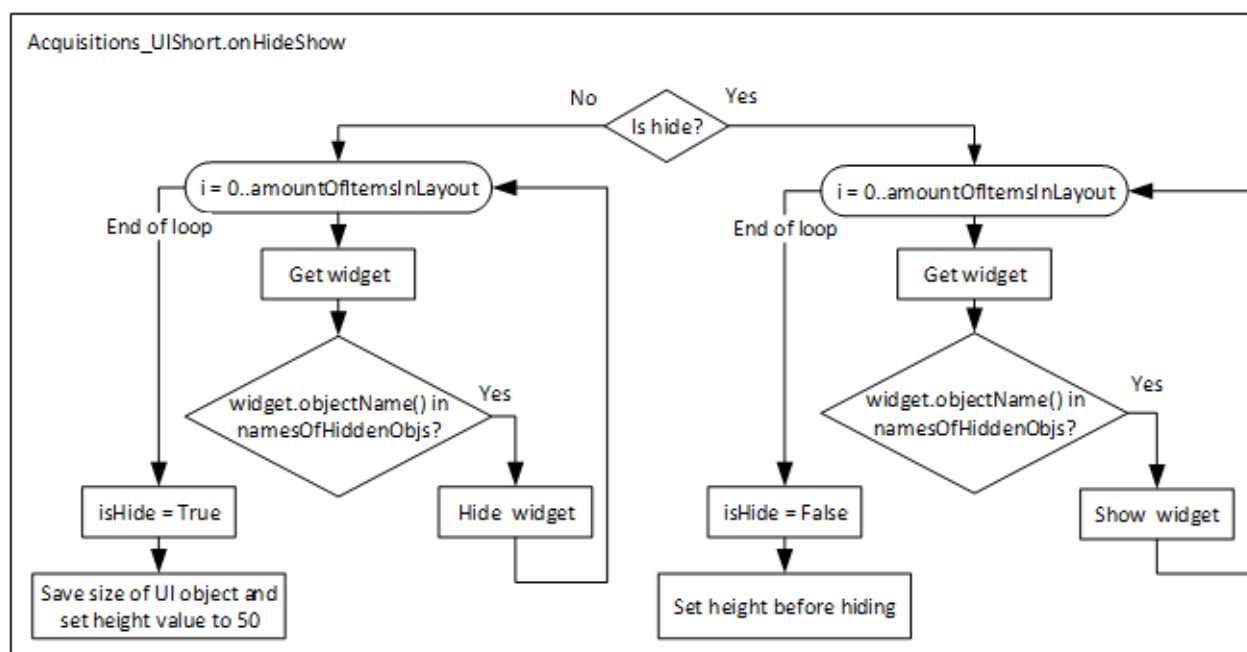 Acquisitions_UIShort.onHideShow
No
Is hide?
Yes
i = 0..amountOfItemsInLayout
End of loop
Get widget
widget.objectName() in
namesOfHiddenObjs?
Yes
isHide = True
Hide widget
Save size of UI object and
set height value to 50
i = 0..amountOfItemsInLayout
End of loop
Get widget
widget.objectName() in
namesOfHiddenObjs?
Yes
isHide = False
Show widget
Set height before hiding